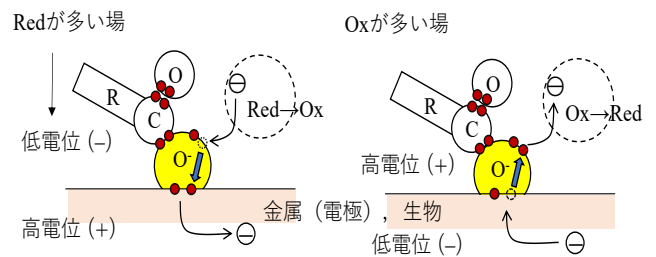 Redが多い場
O
R
C
O-
Red→Ox
低電位 (−)
高電位 (+)
Oxが多い場
O
R
C
O-
Ox→Red
高電位 (+)
金属（電極）, 生物
低電位 (−)